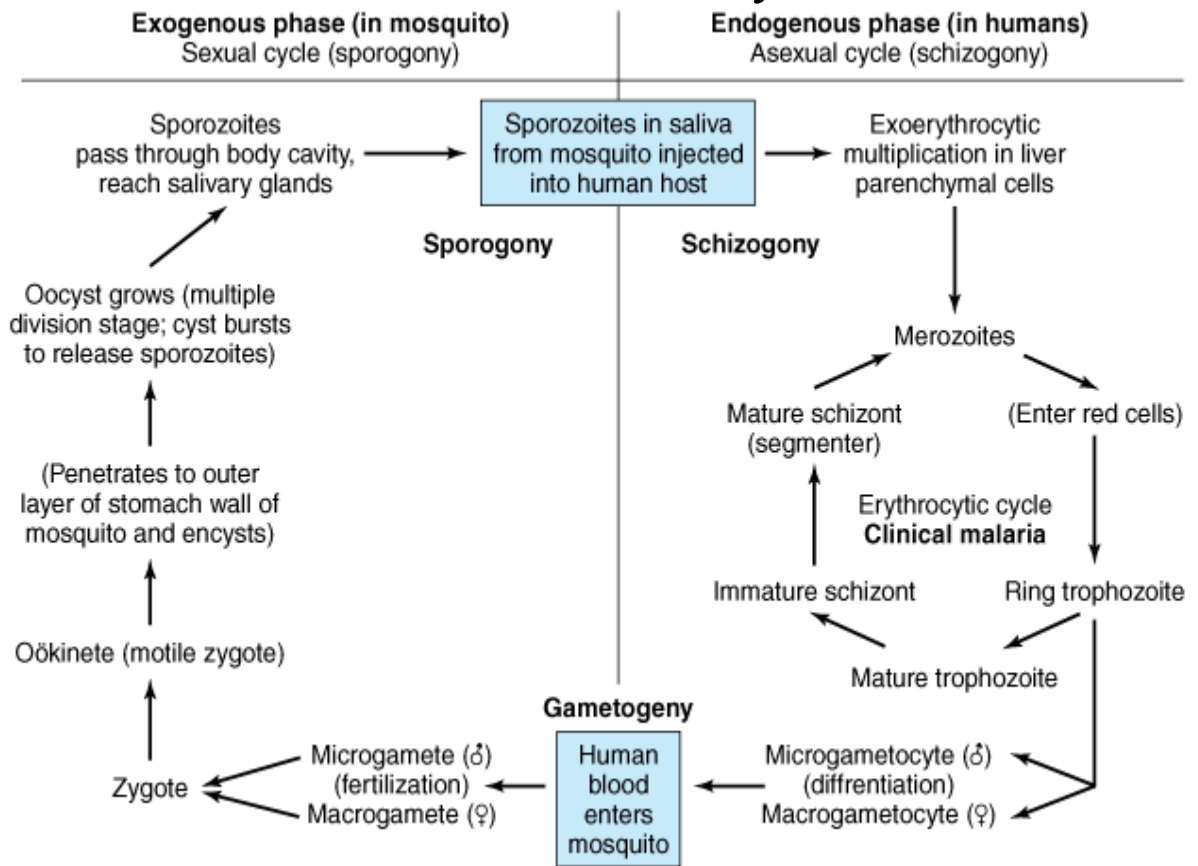 Exogenous phase (in mosquito)
Sexual cycle (sporogony)
Endogenous phase (in humans)
Asexual cycle (schizogony)
Sporozoites
pass through body cavity,
reach salivary glands
Sporozoites in saliva
from mosquito injected
into human host
Exoerythrocytic
multiplication in liver
parenchymal cells
Sporogony
Schizogony
Oocyst grows (multiple
division stage; cyst bursts
to release sporozoites)
Merozoites
Mature schizont
(segmenter)
(Enter red cells)
(Penetrates to outer
layer of stomach wall of
mosquito and encysts)
Erythrocytic cycle
Clinical malaria
Immature schizont
Ring trophozoite
Oökinete (motile zygote)
Mature trophozoite
Gametogeny
Zygote
Microgamete (♂)
(fertilization)
Macrogamete (♀)
Human
blood
enters
mosquito
Microgametocyte (♂)
(diffrentiation)
Macrogametocyte (♀)